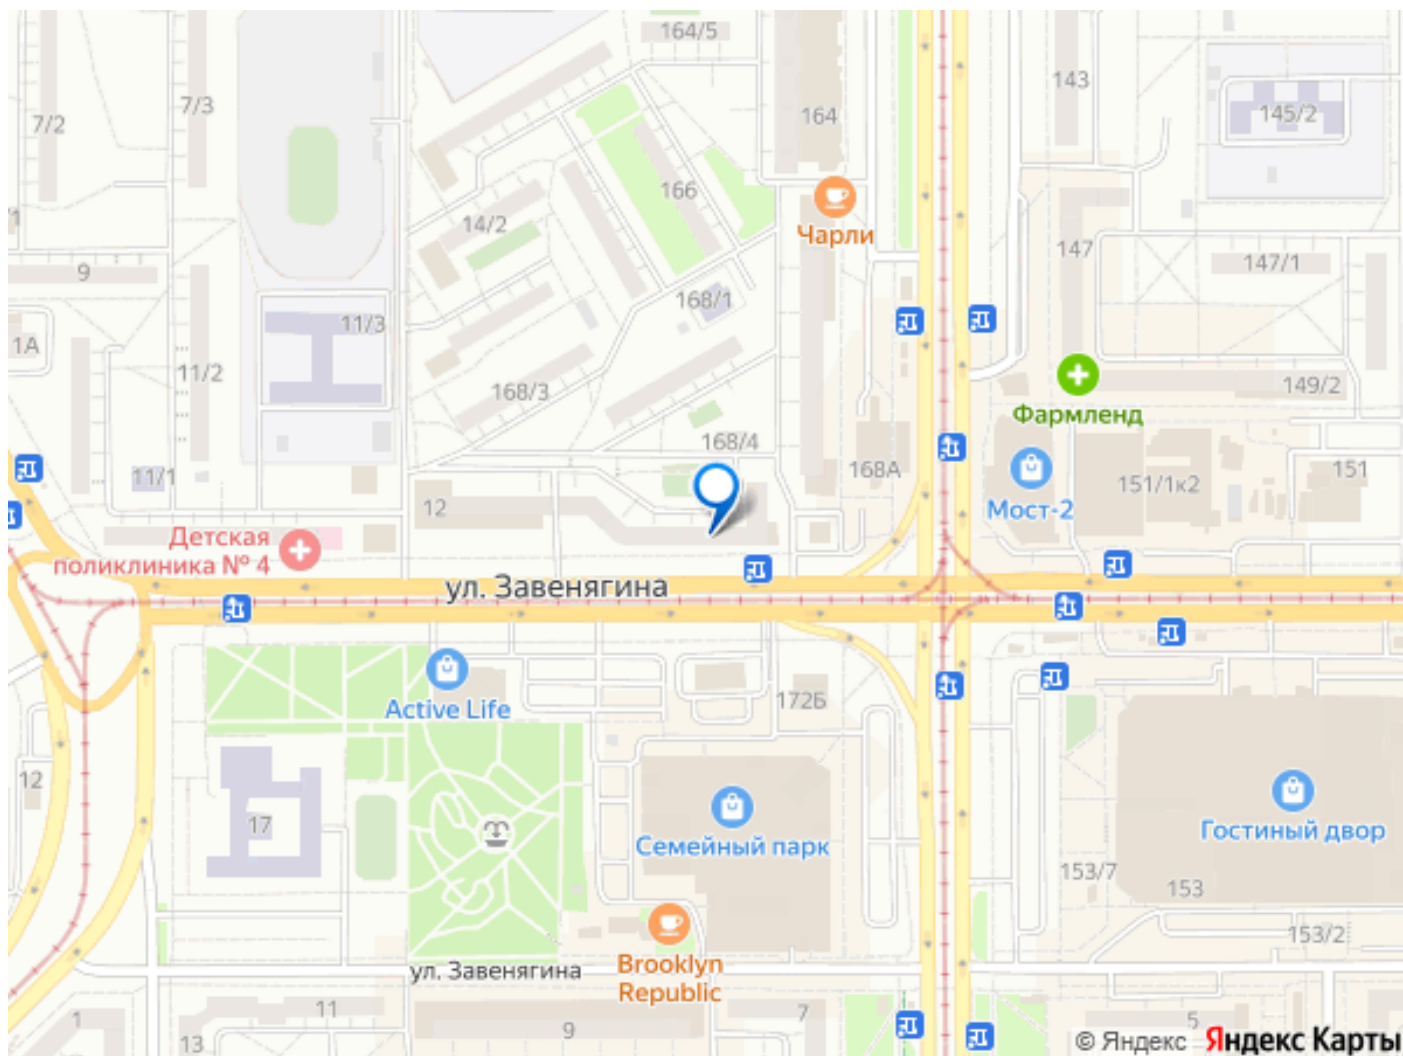 164/5
7/3
7/2
164
143
145/2
166
14/2
Чарли
147
147/1
/1
9
168/1
11/3
1А
11/2
168/3
149/2
Фармленд
168/4
168А
151
11/1
12
151/1к2
Мост-2
Детская
поликлиника № 4
ул. Завенягина
Active Life
172Б
12
17
Семейный парк
Гостиный двор
153/7
153
153/2
Brooklyn
Republic
ул. Завенягина
11
1
13
9
7
5
© Яндекс Яндекс Карты